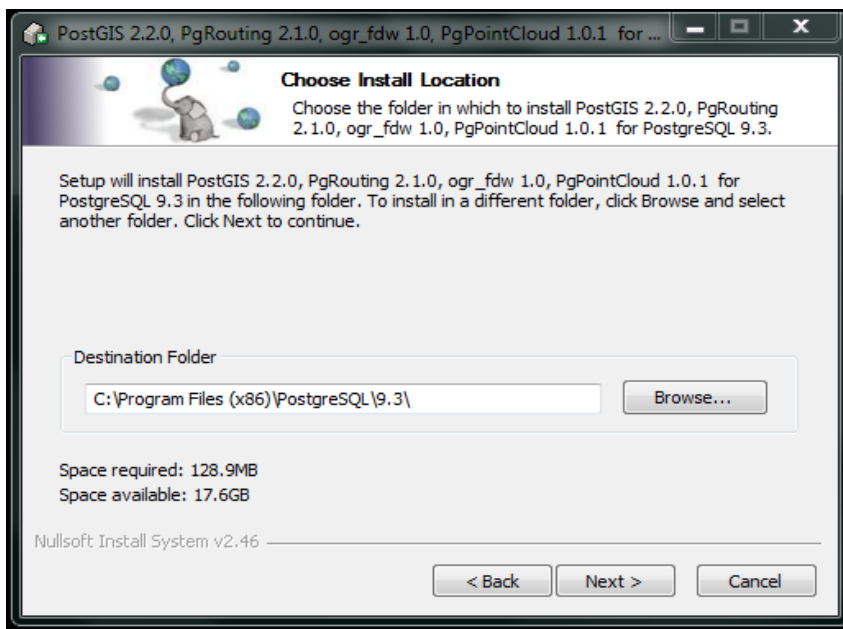 PostGIS 2.2.0, PgRouting 2.1.0, ogr_fdw 1.0, PgPointCloud 1.0.1 for ...
Choose Install Location
Choose the folder in which to install PostGIS 2.2.0, PgRouting
2.1.0, ogr_fdw 1.0, PgPointCloud 1.0.1 for PostgreSQL 9.3.
Setup will install PostGIS 2.2.0, PgRouting 2.1.0, ogr_fdw 1.0, PgPointCloud 1.0.1 for
PostgreSQL 9.3 in the following folder. To install in a different folder, click Browse and select
another folder. Click Next to continue.
Destination Folder
C:\Program Files (x86)\PostgreSQL\9.3\
Browse...
Space required: 128.9MB
Space available: 17.6GB
Nullsoft Install System v2.46
< Back
Next >
Cancel